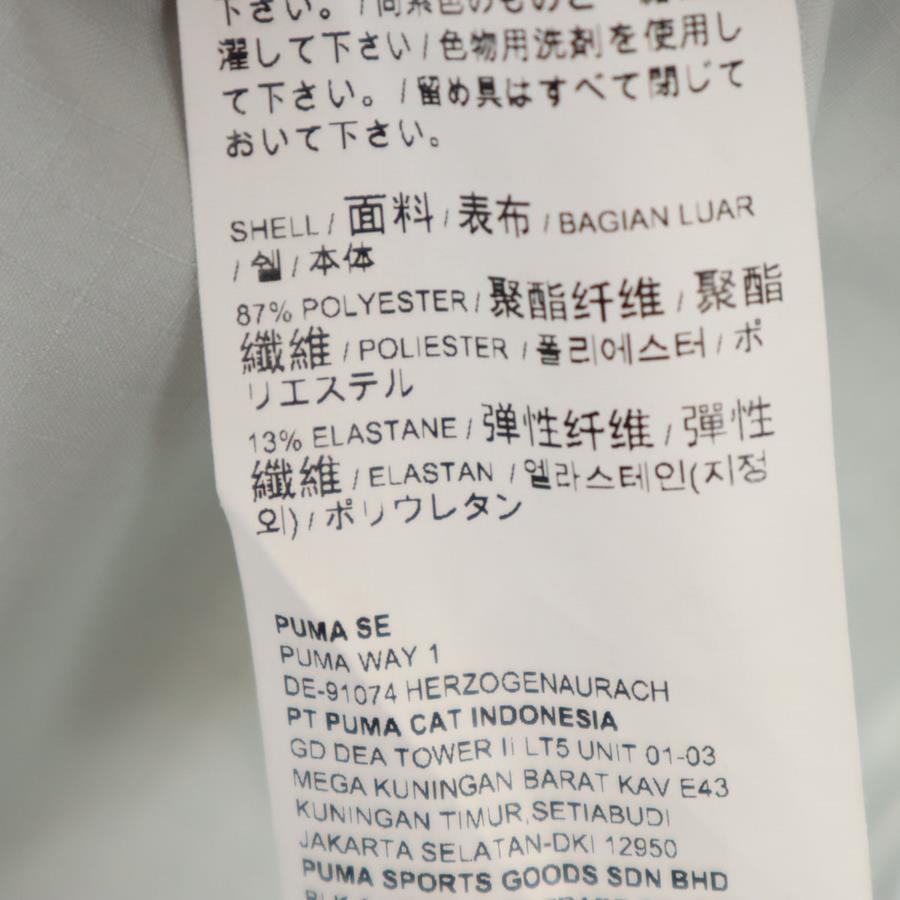 下さい。/同系色のものと一緒に
濯して下さい/色物用洗剤を使用し
て下さい。/留め具はすべて閉じて
おいて下さい。
SHELL / 面料 / 表布 / BAGIAN LUAR
/ 쉘 / 本体
87% POLYESTER / 聚酯纤维 / 聚酯
纖維 / POLIESTER / 폴리에스터 / ポ
リエステル
13% ELASTANE / 弹性纤维 / 彈性
纖維 / ELASTAN / 엘라스테인(지정
외) / ポリウレタン
PUMA SE
PUMA WAY 1
DE-91074 HERZOGENAURACH
PT PUMA CAT INDONESIA
GD DEA TOWER Ii LT5 UNIT 01-03
MEGA KUNINGAN BARAT KAV E43
KUNINGAN TIMUR,SETIABUDI
JAKARTA SELATAN-DKI 12950
PUMA SPORTS GOODS SDN BHD